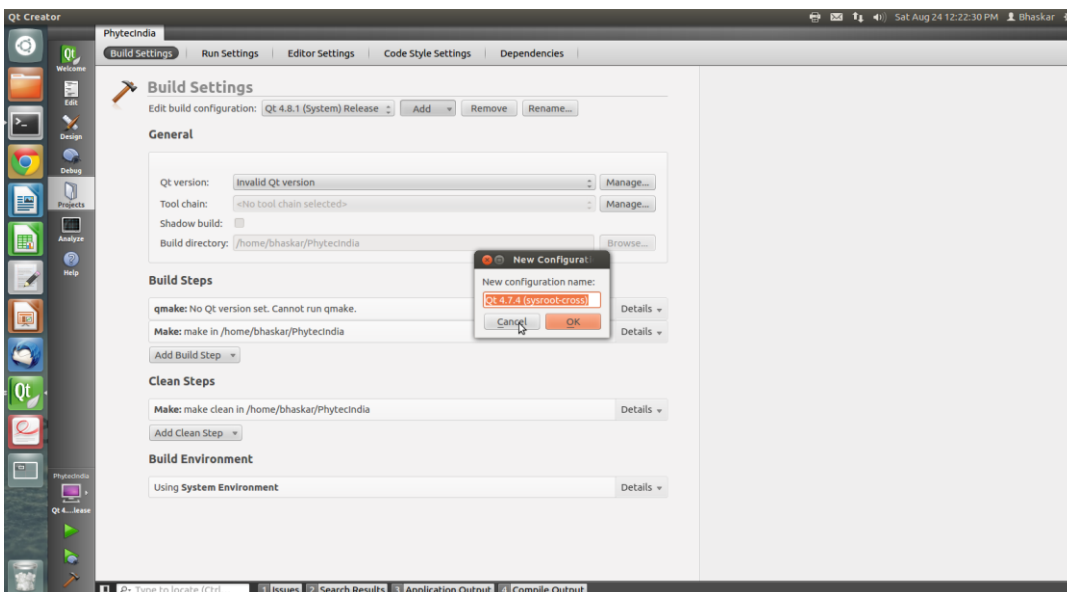 Qt Creator
Sat Aug 24 12:22:30 PM Bhaskar
PhytecIndia
Build Settings Run Settings Editor Settings Code Style Settings Dependencies
Qt
Welcome
Edit
Design
Debug
Projects
Analyze
Help
Build Settings
Edit build configuration: Qt 4.8.1 (System) Release Add Remove Rename...
General
Qt version: Invalid Qt version Manage...
Tool chain: <No tool chain selected> Manage...
Shadow build:
Build directory: /home/bhaskar/PhytecIndia Browse...
New Configurati
New configuration name:
Qt 4.7.4 (sysroot-cross)
Cancel OK
Build Steps
qmake: No Qt version set. Cannot run qmake. Details
Make: make in /home/bhaskar/PhytecIndia Details
Add Build Step
Clean Steps
Make: make clean in /home/bhaskar/PhytecIndia Details
Add Clean Step
Build Environment
Using System Environment Details
Qt
PhytecIndia
Qt 4....lease
Type to locate (Ctrl... 1 Issues 2 Search Results 3 Application Output 4 Compile Output